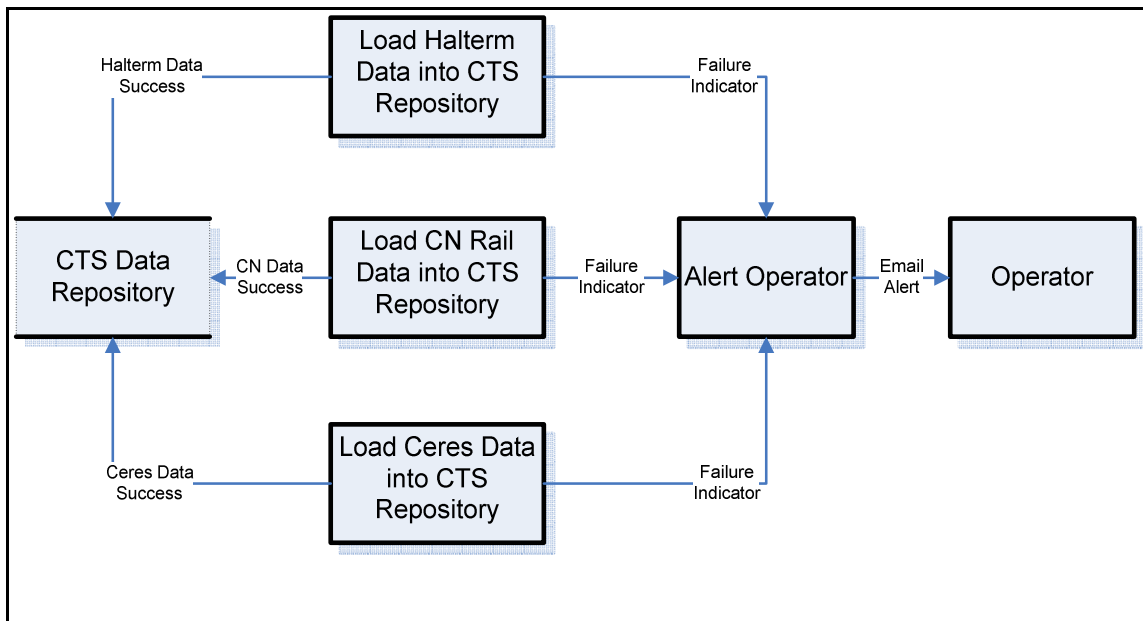 Load Halterm
Data into CTS
Repository
Halterm Data
Success
Failure
Indicator
CTS Data
Repository
CN Data
Success
Load CN Rail
Data into CTS
Repository
Failure
Indicator
Alert Operator
Email
Alert
Operator
Load Ceres Data
into CTS
Repository
Ceres Data
Success
Failure
Indicator